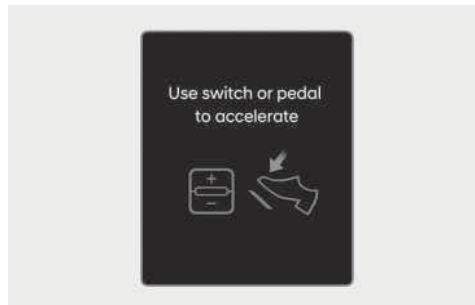 Use switch or pedal
to accelerate
+
−